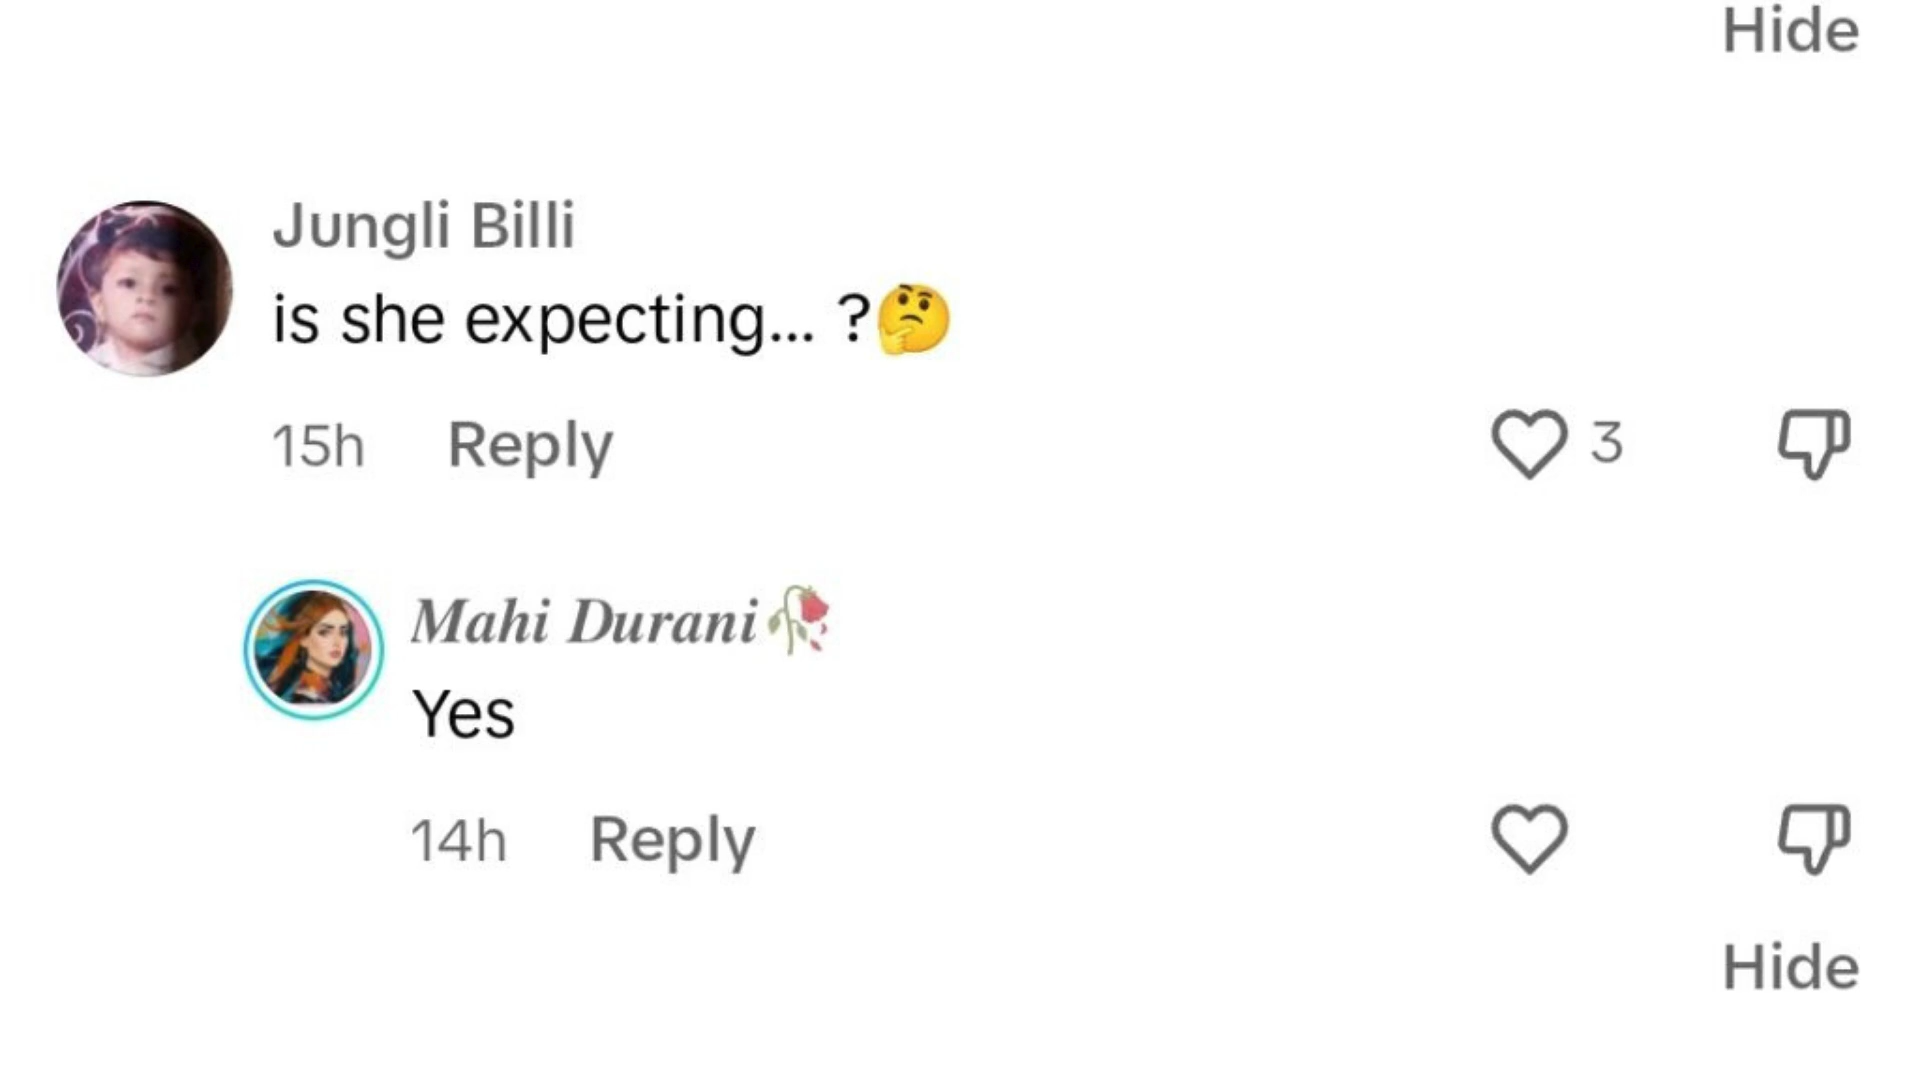 Hide
Jungli Billi
is she expecting... ?🤔
15h Reply 3
Mahi Durani🥀
Yes
14h Reply
Hide